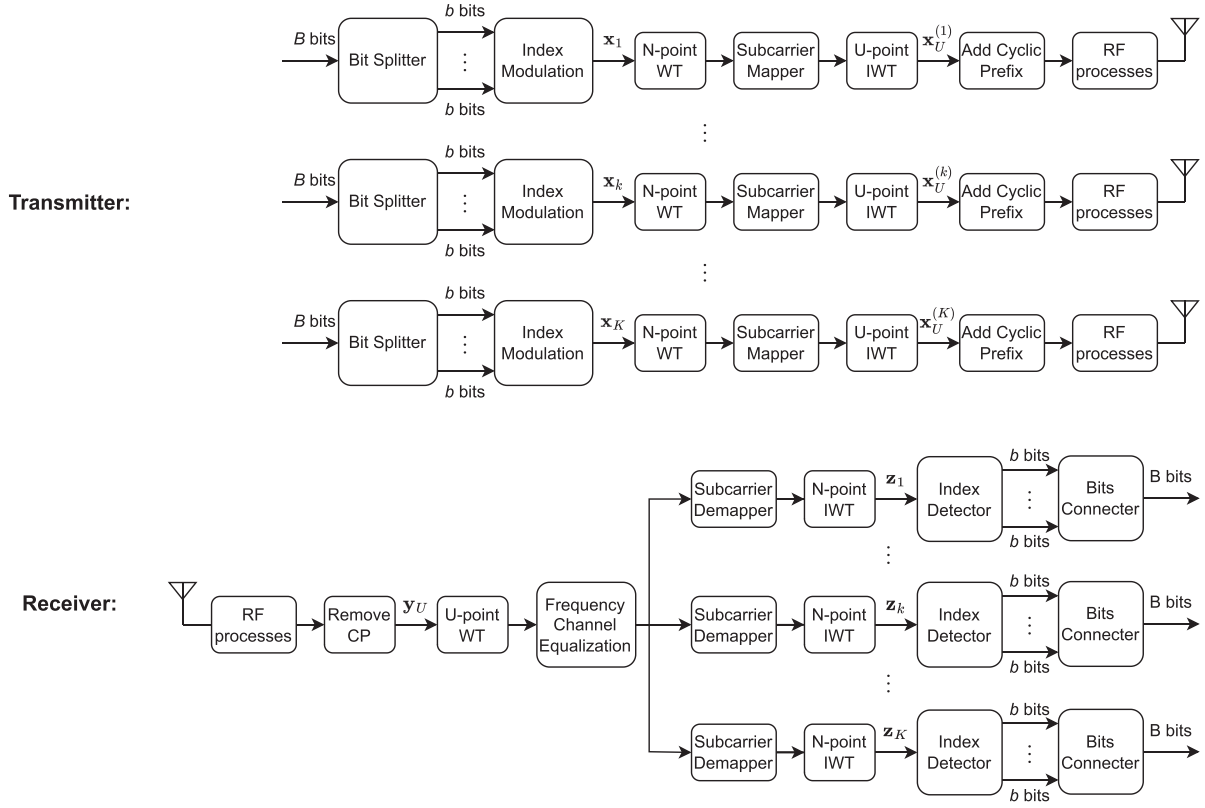 b bits
B bits
Bit Splitter
⋮
b bits
Index
Modulation
x_1
N-point
WT
Subcarrier
Mapper
U-point
IWT
x_U^{(1)}
Add Cyclic
Prefix
RF
processes
⋮
Transmitter:
b bits
B bits
Bit Splitter
⋮
b bits
Index
Modulation
x_k
N-point
WT
Subcarrier
Mapper
U-point
IWT
x_U^{(k)}
Add Cyclic
Prefix
RF
processes
⋮
b bits
B bits
Bit Splitter
⋮
b bits
Index
Modulation
x_K
N-point
WT
Subcarrier
Mapper
U-point
IWT
x_U^{(K)}
Add Cyclic
Prefix
RF
processes
Receiver:
RF
processes
Remove
CP
y_U
U-point
WT
Frequency
Channel
Equalization
Subcarrier
Demapper
N-point
IWT
z_1
Index
Detector
b bits
⋮
b bits
Bits
Connecter
B bits
⋮
Subcarrier
Demapper
N-point
IWT
z_k
Index
Detector
b bits
⋮
b bits
Bits
Connecter
B bits
⋮
Subcarrier
Demapper
N-point
IWT
z_K
Index
Detector
b bits
⋮
b bits
Bits
Connecter
B bits